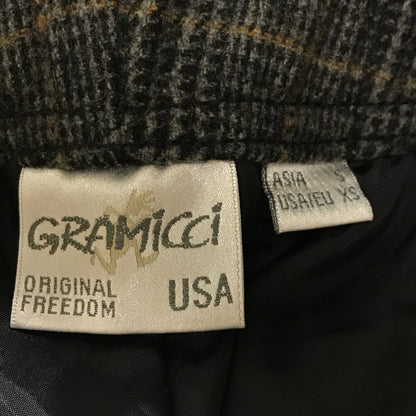 GRAMiCCi
ORIGINAL
FREEDOM
USA
ASIA S
USA/EU XS